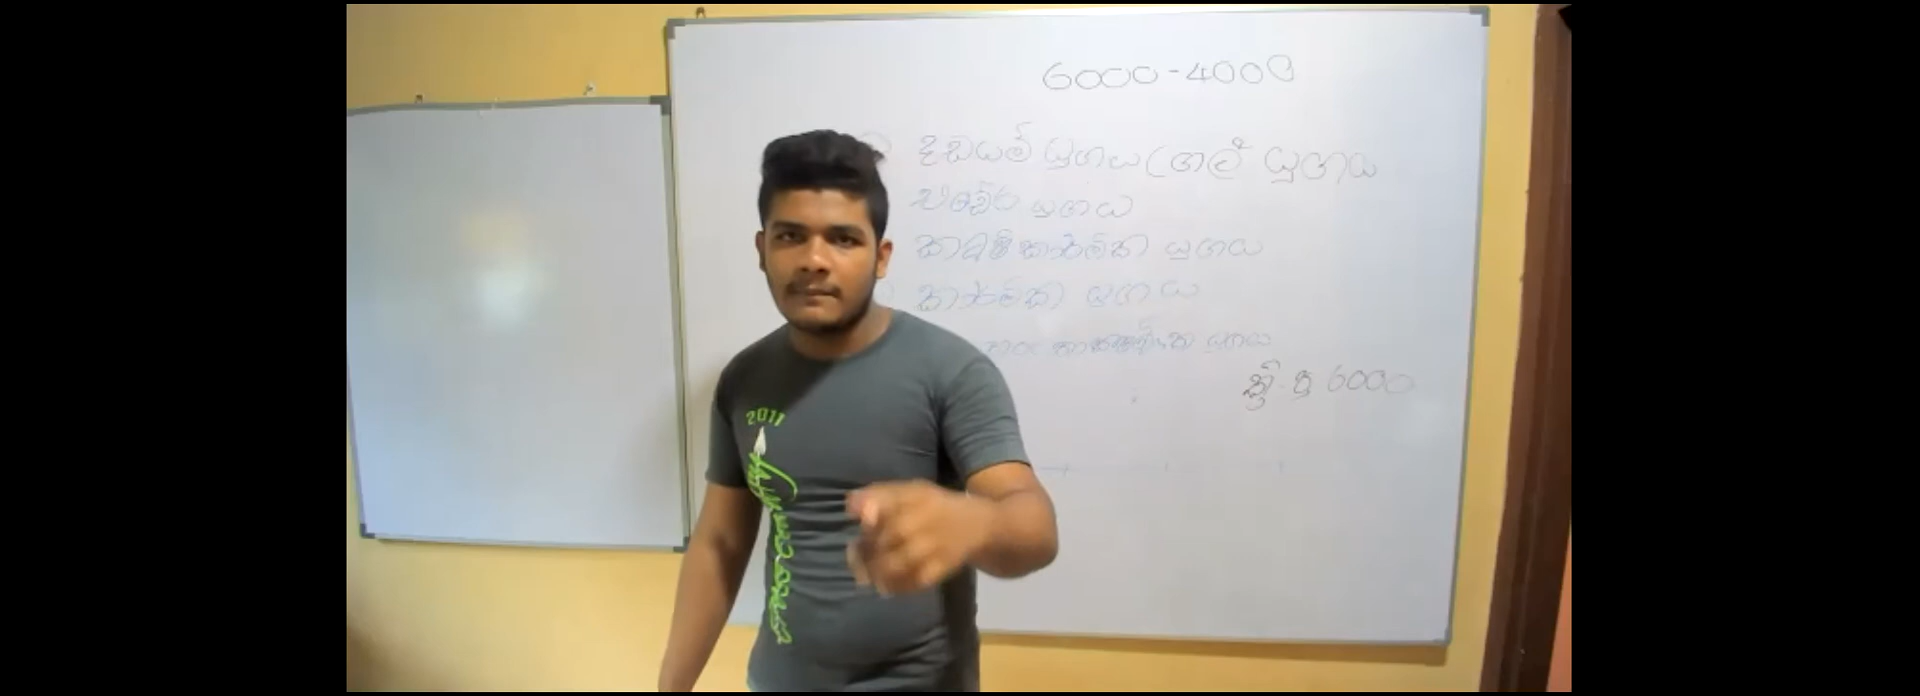 6000-4000
දඩයම් යුගය (ගල් යුගය
එඬේර යුගය
කෘෂිකාර්මික යුගය
කාර්මික යුගය
යුගය
ක්‍රි.පූ 6000
2011